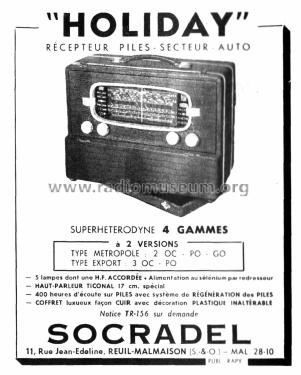 "HOLIDAY"
RÉCEPTEUR PILES-SECTEUR-AUTO
www.radiomuseum.org
SUPERHETERODYNE 4 GAMMES
à 2 VERSIONS
TYPE METROPOLE : 2 OC - PO - GO
TYPE EXPORT : 3 OC - PO
— 5 lampes dont une H.F. ACCORDÉE + Alimentation au sélénium par redresseur
— HAUT-PARLEUR TICONAL 17 cm. spécial
— 400 heures d'écoute sur PILES avec système de RÉGÉNÉRATION des PILES
— COFFRET luxueux façon CUIR avec décoration PLASTIQUE INALTÉRABLE
Notice TR-156 sur demande
SOCRADEL
11, Rue Jean-Edeline, REUIL-MALMAISON (S.-&-O.) — MAL 28-10
PUBL. RAPY